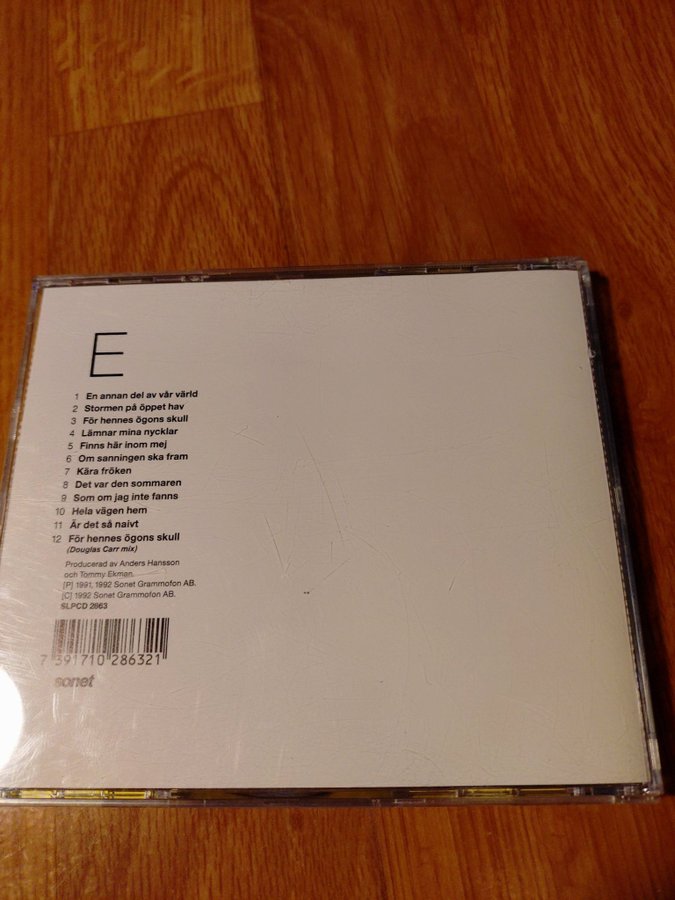 E
1 En annan del av vår värld
2 Stormen på öppet hav
3 För hennes ögons skull
4 Lämnar mina nycklar
5 Finns här inom mej
6 Om sanningen ska fram
7 Kära fröken
8 Det var den sommaren
9 Som om jag inte fanns
10 Hela vägen hem
11 Är det så naivt
12 För hennes ögons skull
(Douglas Carr mix)
Producerad av Anders Hansson
och Tommy Ekman.
[P] 1991, 1992 Sonet Grammofon AB.
[C] 1992 Sonet Grammofon AB.
SLPCD 2863
7 391710 286321
sonet